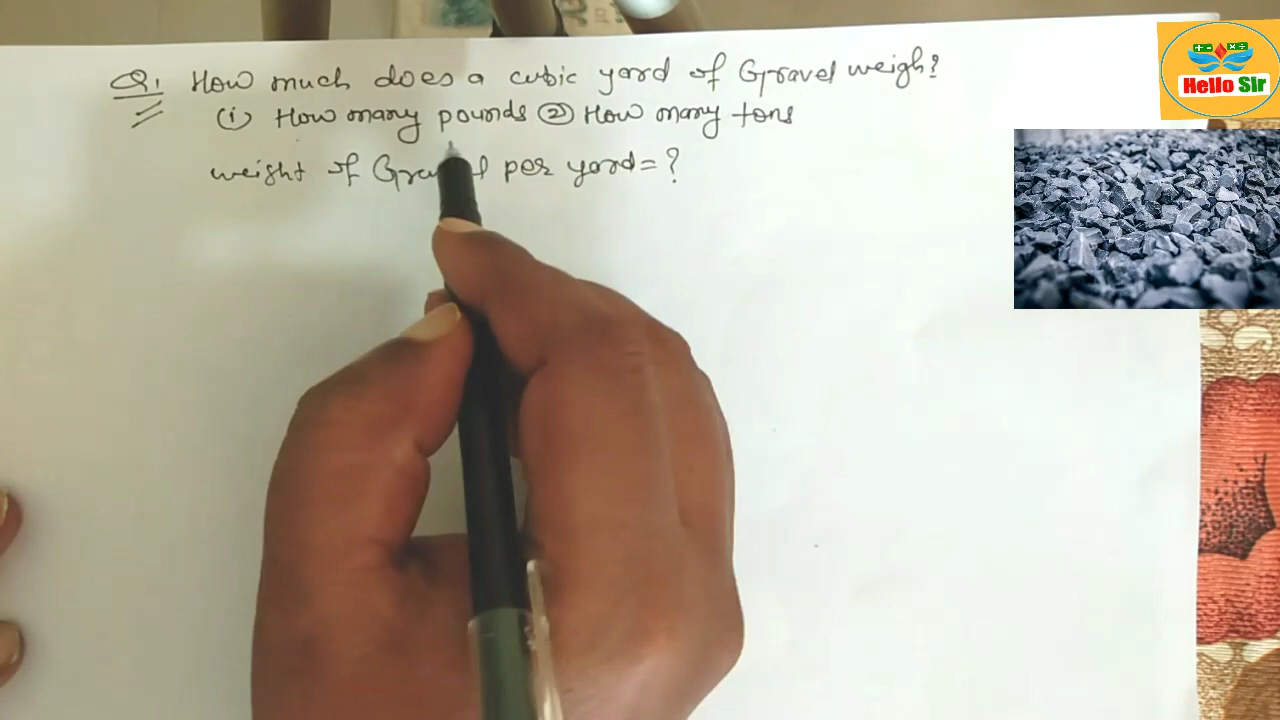 Q1 How much does a cubic yard of Gravel weigh?
(i) How many pounds (2) How many tons
weight of Gravel per yard = ?
Hello Sir